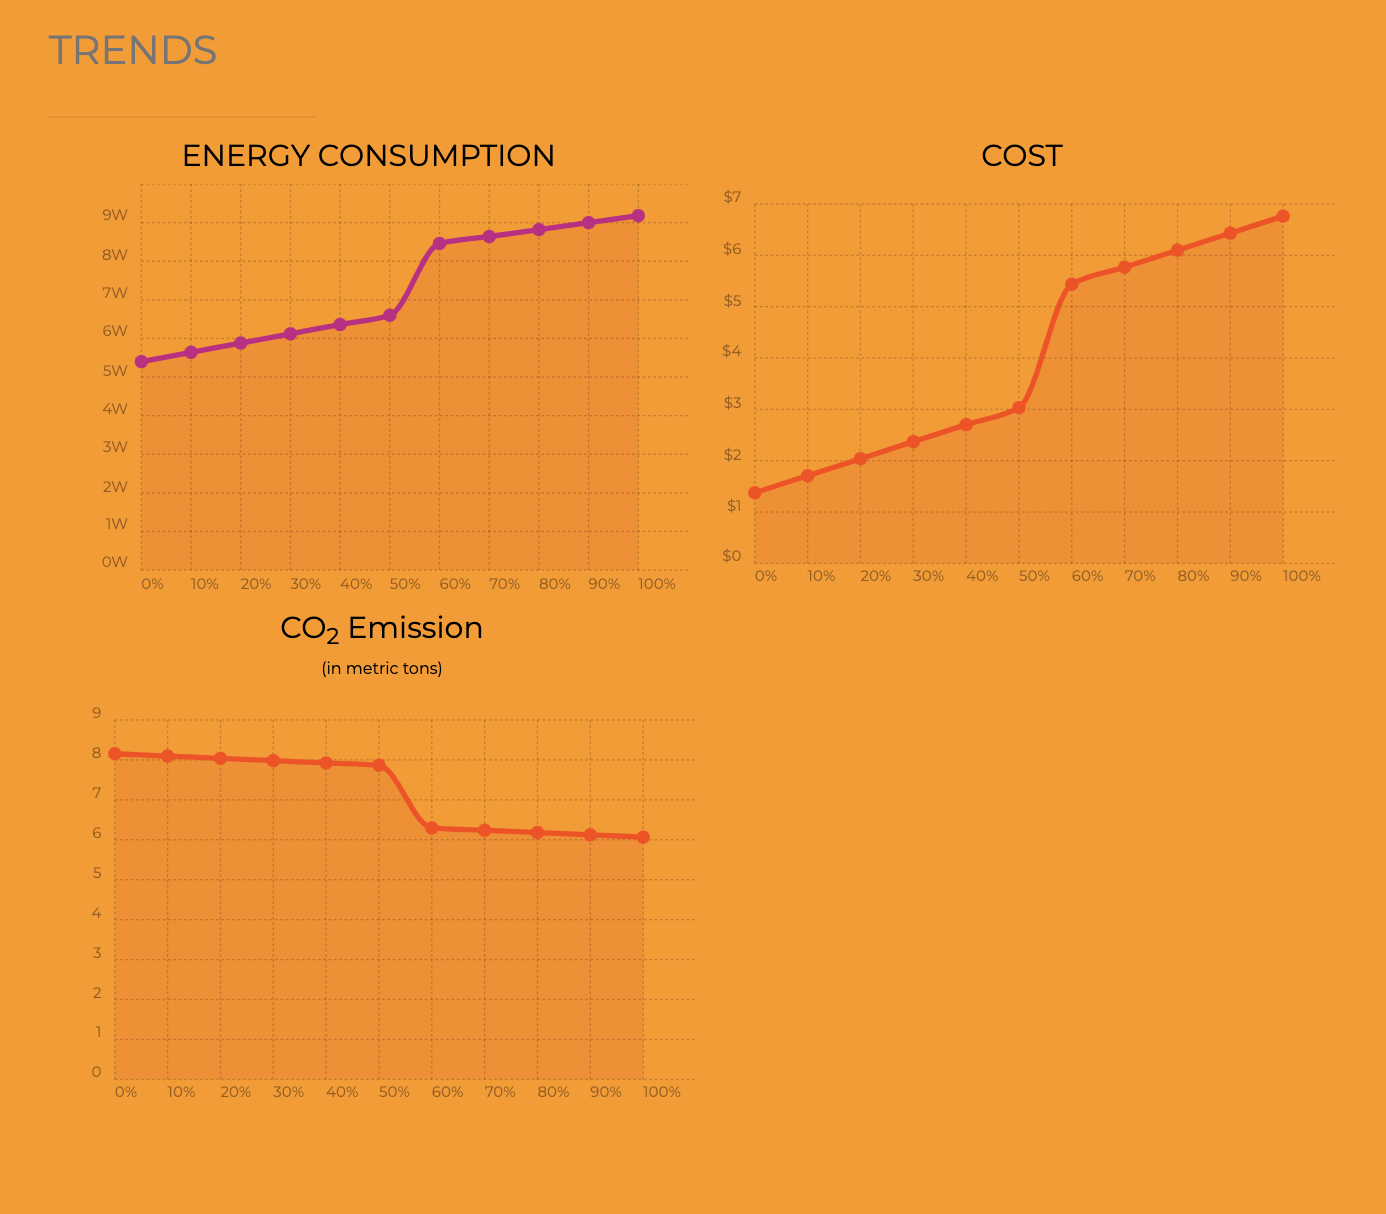 TRENDS
ENERGY CONSUMPTION
9W
8W
7W
6W
5W
4W
3W
2W
1W
0W
0% 10% 20% 30% 40% 50% 60% 70% 80% 90% 100%
COST
$7
$6
$5
$4
$3
$2
$1
$0
0% 10% 20% 30% 40% 50% 60% 70% 80% 90% 100%
CO₂ Emission
(in metric tons)
9
8
7
6
5
4
3
2
1
0
0% 10% 20% 30% 40% 50% 60% 70% 80% 90% 100%